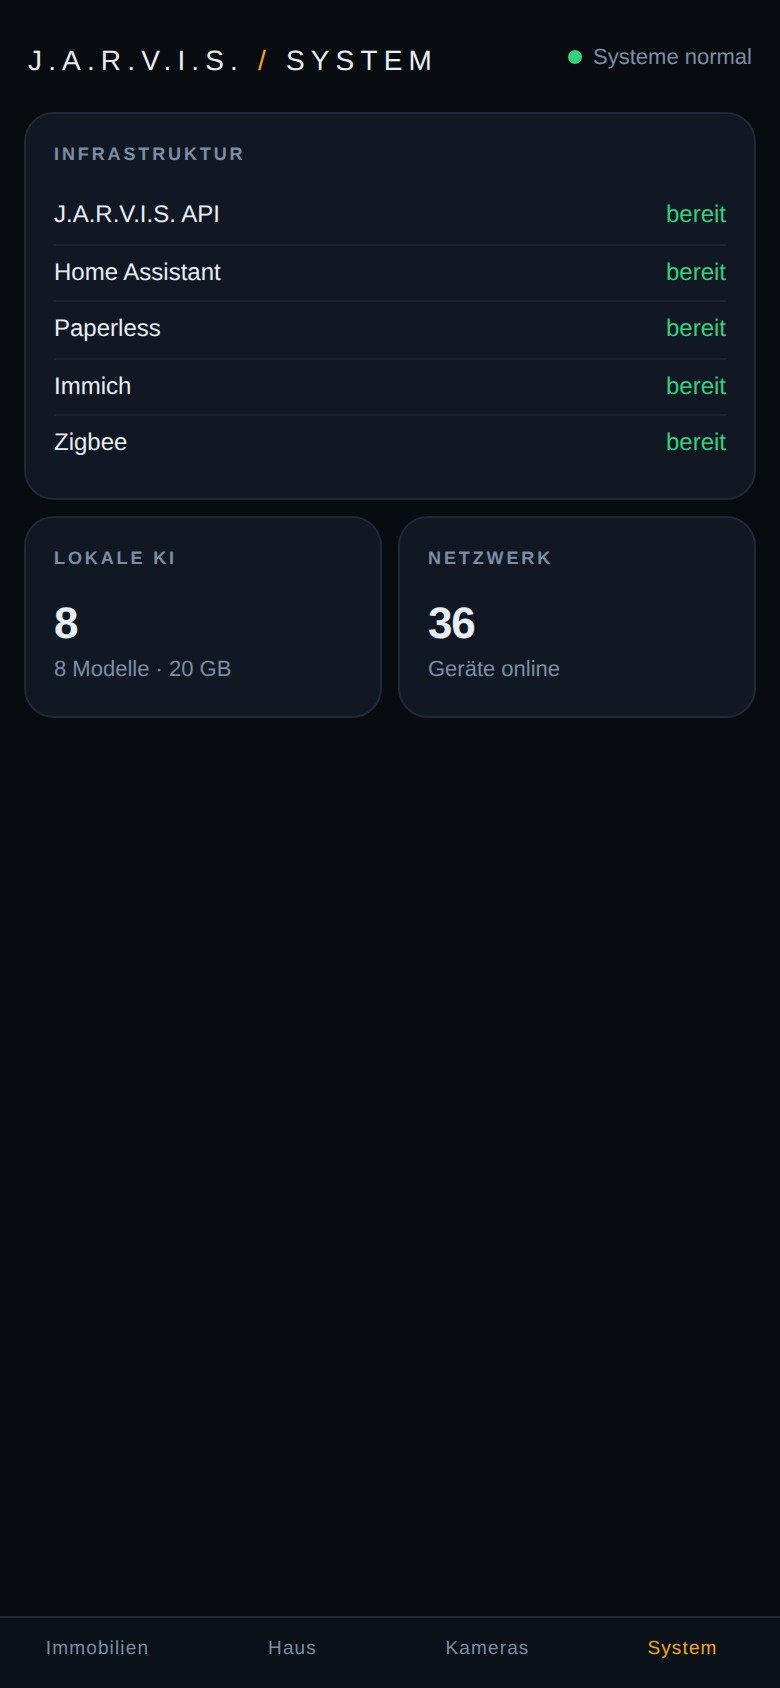 J.A.R.V.I.S. / SYSTEM
Systeme normal
INFRASTRUKTUR
J.A.R.V.I.S. API bereit
Home Assistant bereit
Paperless bereit
Immich bereit
Zigbee bereit
LOKALE KI
8
8 Modelle · 20 GB
NETZWERK
36
Geräte online
Immobilien Haus Kameras System